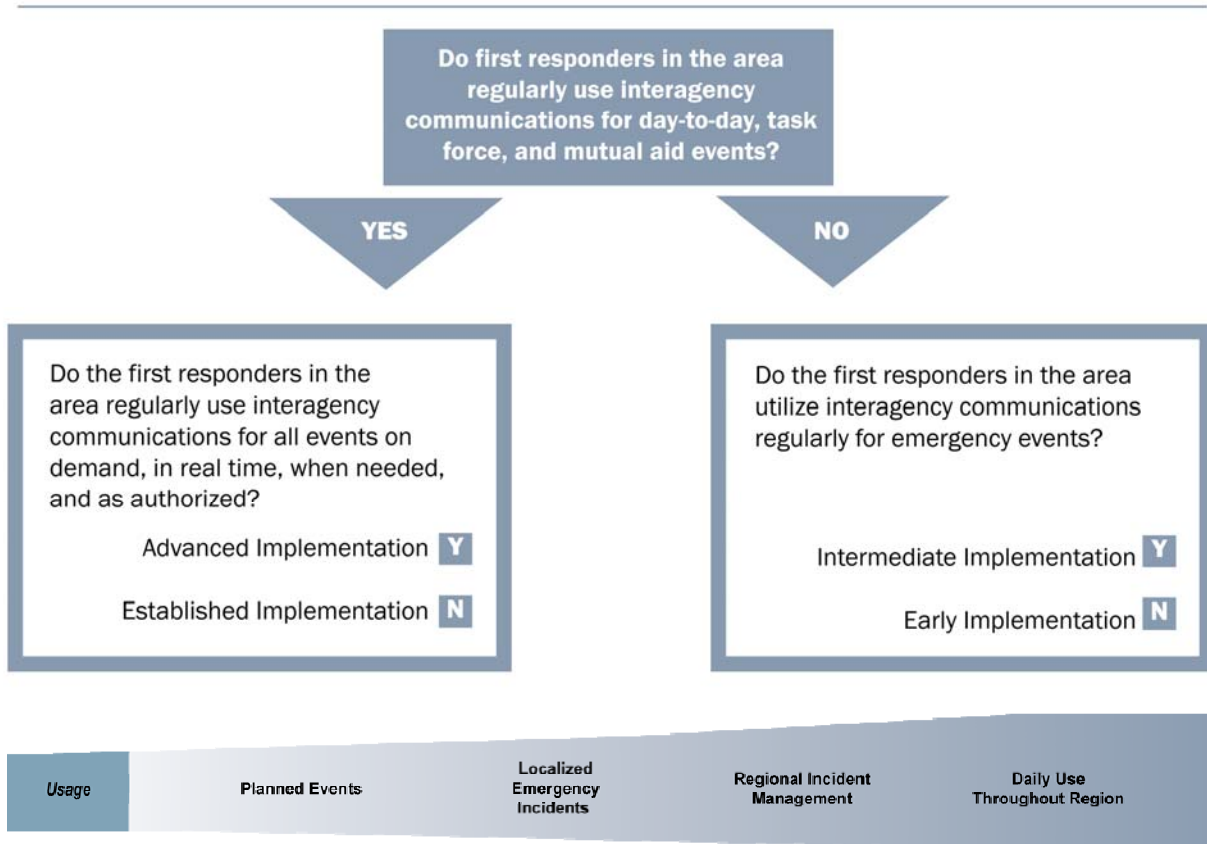 Do first responders in the area
regularly use interagency
communications for day-to-day, task
force, and mutual aid events?
YES
NO
Do the first responders in the
area regularly use interagency
communications for all events on
demand, in real time, when needed,
and as authorized?
Advanced Implementation Y
Established Implementation N
Do the first responders in the area
utilize interagency communications
regularly for emergency events?
Intermediate Implementation Y
Early Implementation N
Usage
Planned Events
Localized
Emergency
Incidents
Regional Incident
Management
Daily Use
Throughout Region